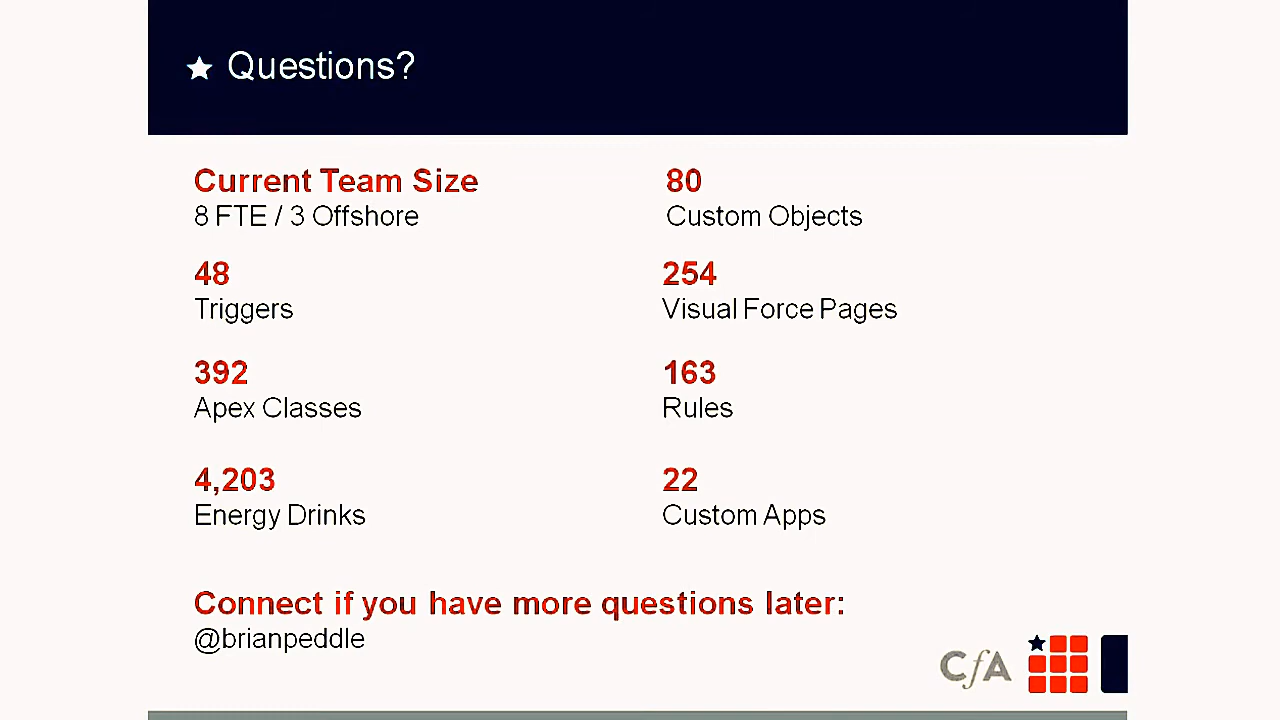 Questions?
Current Team Size
8 FTE / 3 Offshore
80
Custom Objects
48
Triggers
254
Visual Force Pages
392
Apex Classes
163
Rules
4,203
Energy Drinks
22
Custom Apps
Connect if you have more questions later:
@brianpeddle
CfA